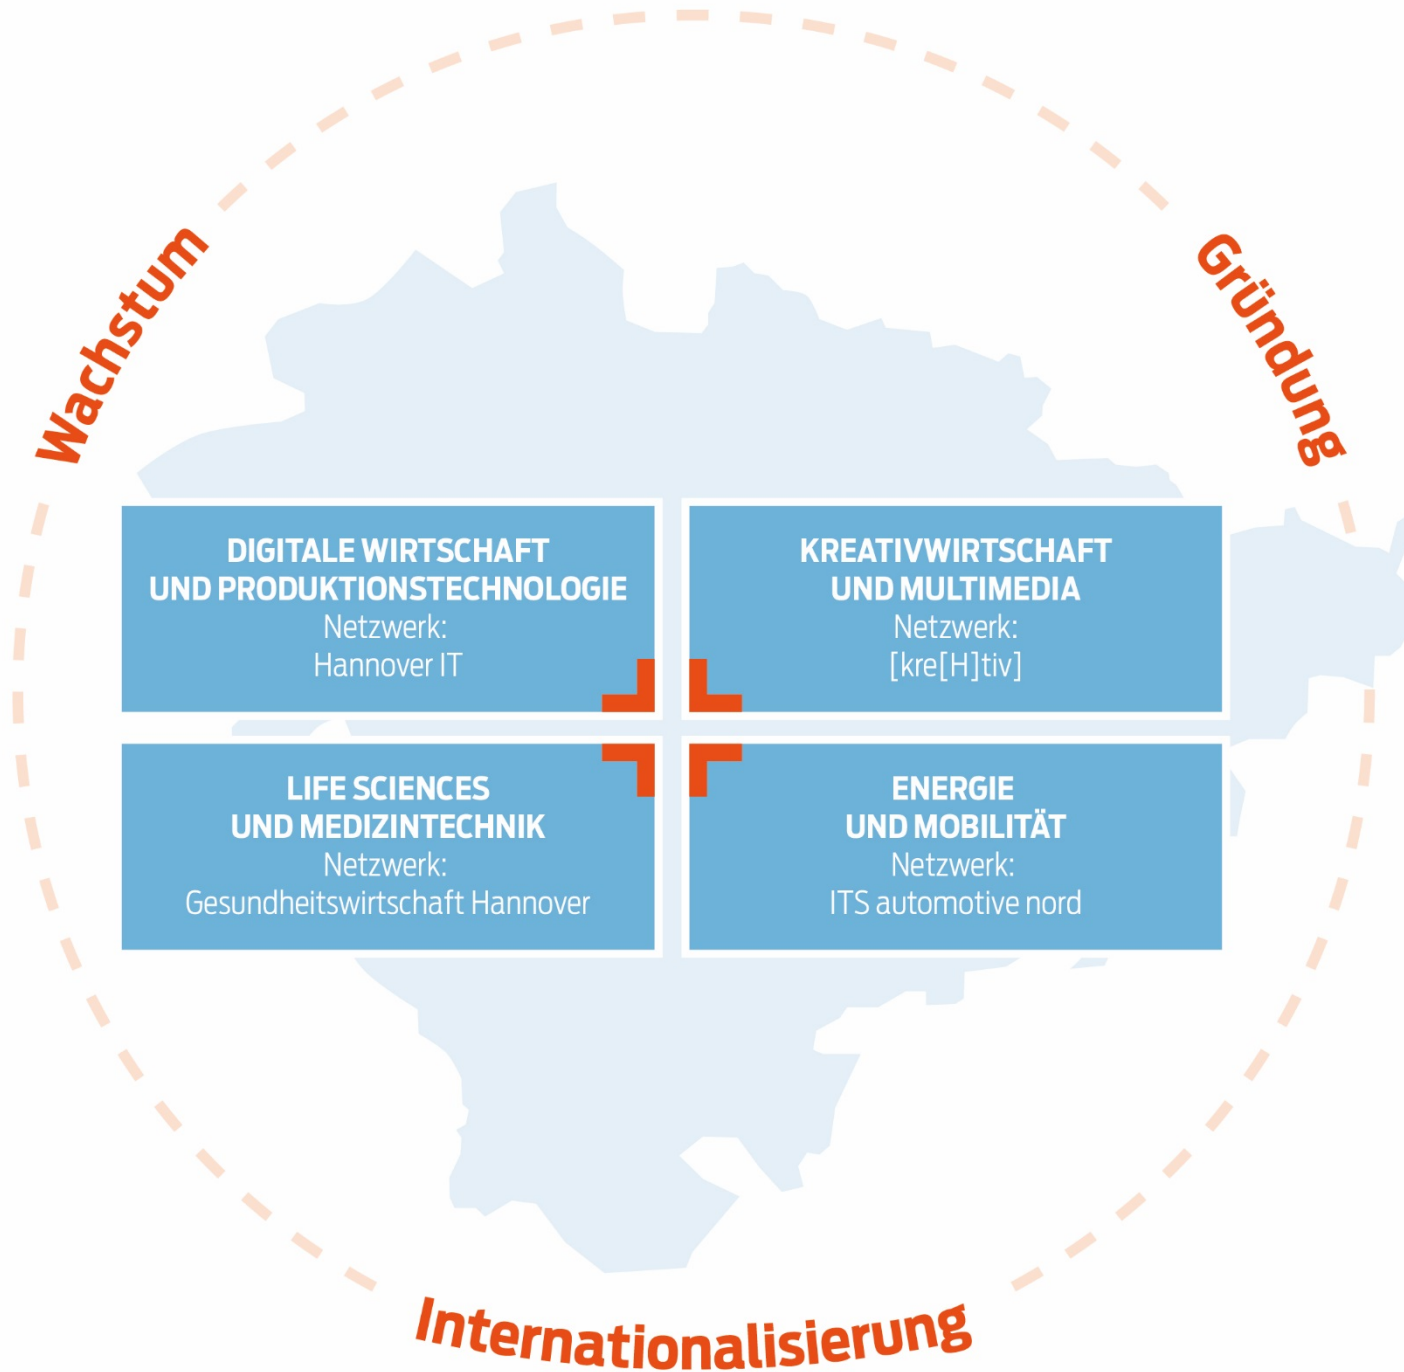 Wachstum
Gründung
DIGITALE WIRTSCHAFT
UND PRODUKTIONSTECHNOLOGIE
Netzwerk:
Hannover IT
KREATIVWIRTSCHAFT
UND MULTIMEDIA
Netzwerk:
[kre[H]tiv]
LIFE SCIENCES
UND MEDIZINTECHNIK
Netzwerk:
Gesundheitswirtschaft Hannover
ENERGIE
UND MOBILITÄT
Netzwerk:
ITS automotive nord
Internationalisierung